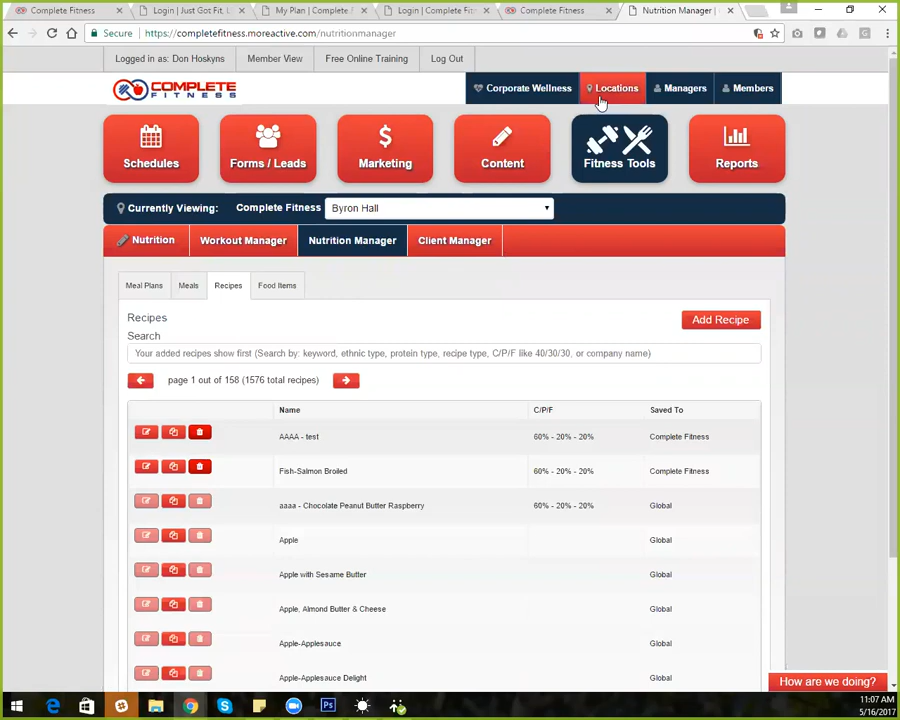 Complete Fitness
Login | Just Got Fit, L
My Plan | Complete
Login | Complete Fitn
Complete Fitness
Nutrition Manager |
Secure https://completefitness.moreactive.com/nutritionmanager
Logged in as: Don Hoskyns Member View Free Online Training Log Out
COMPLETE
FITNESS
Corporate Wellness Locations Managers Members
Schedules Forms / Leads Marketing Content Fitness Tools Reports
Currently Viewing: Complete Fitness Byron Hall
Nutrition Workout Manager Nutrition Manager Client Manager
Meal Plans Meals Recipes Food Items
Recipes
Add Recipe
Search
Your added recipes show first (Search by: keyword, ethnic type, protein type, recipe type, C/P/F like 40/30/30, or company name)
page 1 out of 158 (1576 total recipes)
Name C/P/F Saved To
AAAA - test 60% - 20% - 20% Complete Fitness
Fish-Salmon Broiled 60% - 20% - 20% Complete Fitness
aaaa - Chocolate Peanut Butter Raspberry 60% - 20% - 20% Global
Apple Global
Apple with Sesame Butter Global
Apple, Almond Butter & Cheese Global
Apple-Applesauce Global
Apple-Applesauce Delight Global
How are we doing?
11:07 AM
5/16/2017